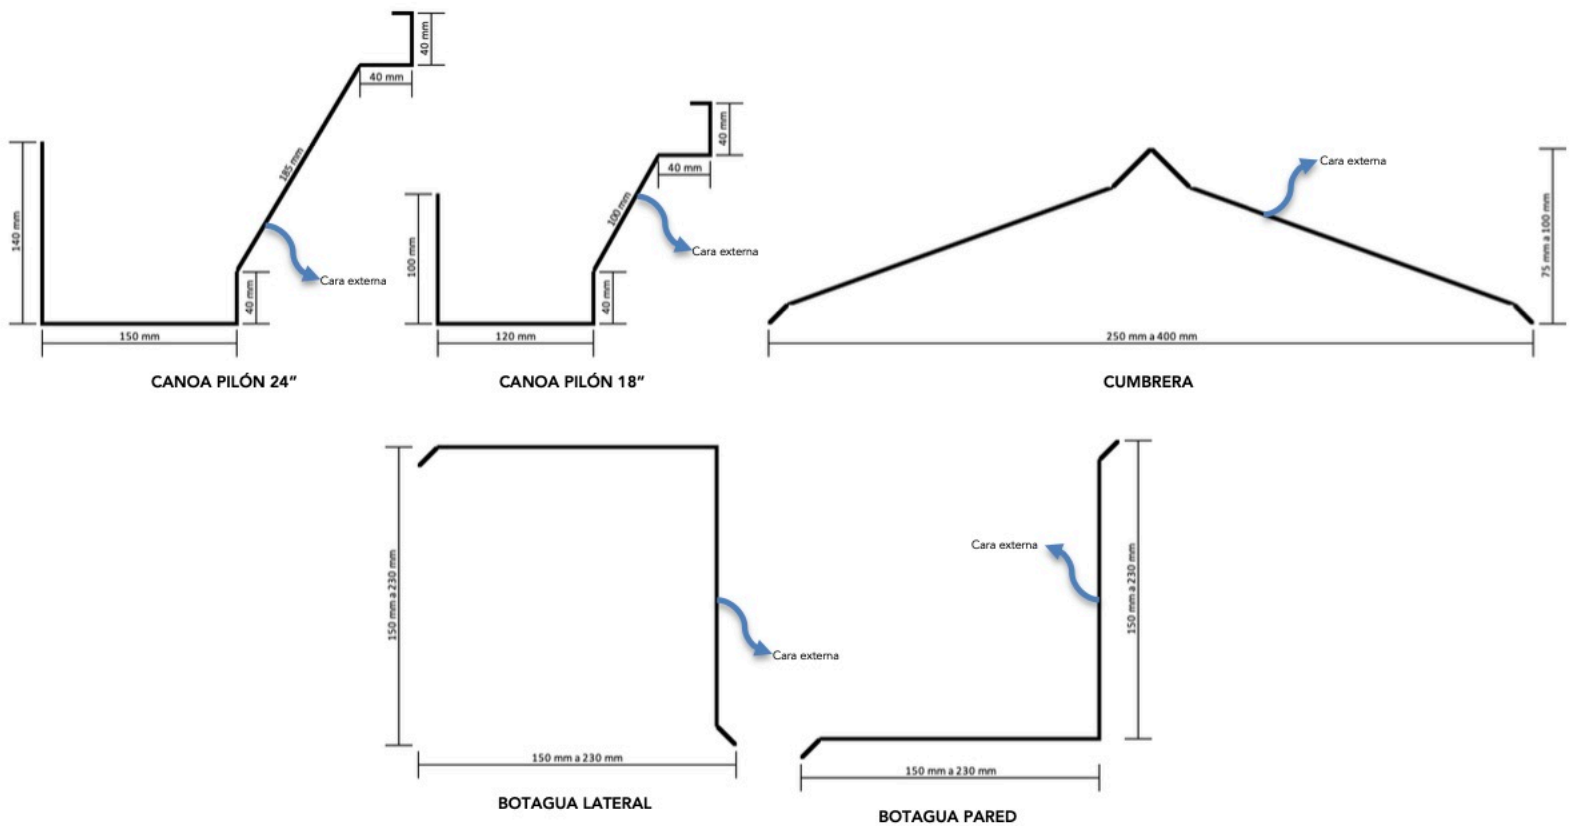 40 mm
40 mm
185 mm
140 mm
Cara externa
40 mm
150 mm
CANOA PILÓN 24”
40 mm
40 mm
100 mm
100 mm
Cara externa
40 mm
120 mm
CANOA PILÓN 18”
Cara externa
75 mm a 100 mm
250 mm a 400 mm
CUMBRERA
150 mm a 230 mm
Cara externa
150 mm a 230 mm
BOTAGUA LATERAL
Cara externa
150 mm a 230 mm
150 mm a 230 mm
BOTAGUA PARED